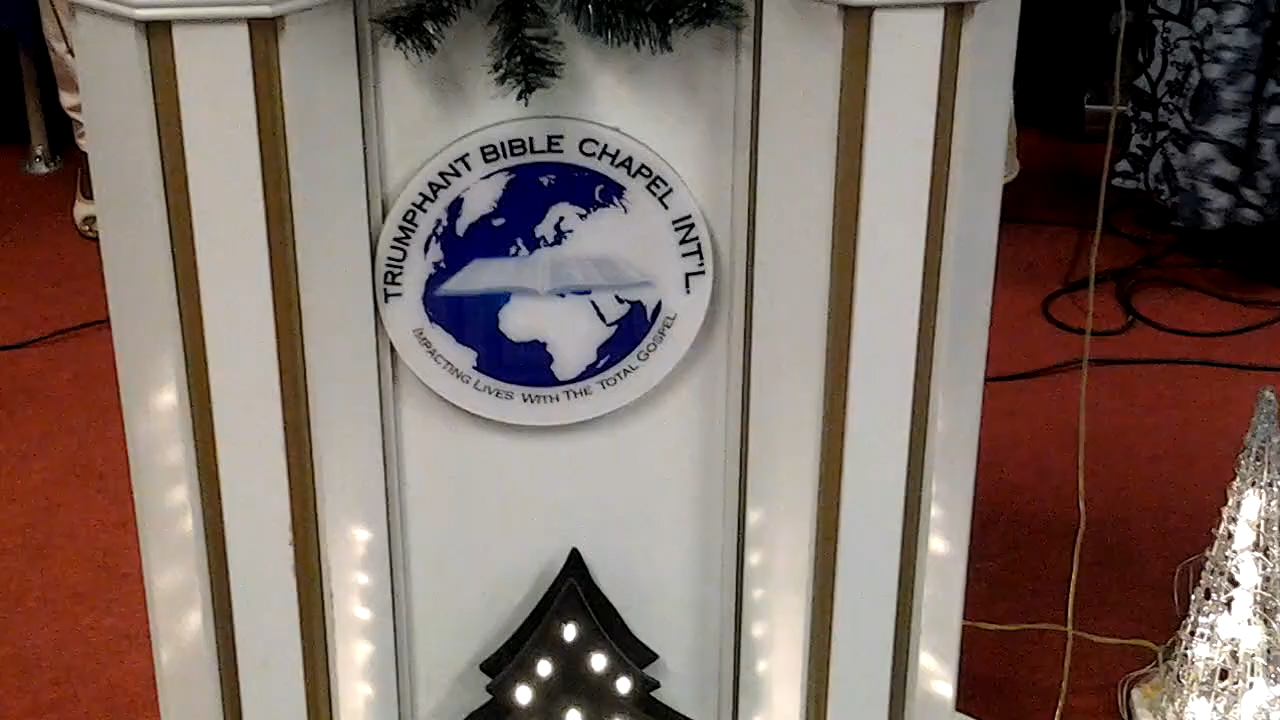 TRIUMPHANT BIBLE CHAPEL INT'L.
IMPACTING LIVES WITH THE TOTAL GOSPEL